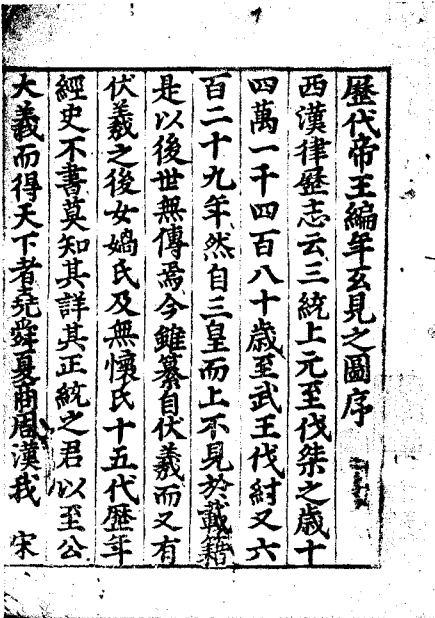 歷代帝王編年互見之圖序
西漢律歷志云三統上元至伐桀之歲十
四萬一千四百八十歲至武王伐紂又六
百二十九年然自三皇而上不見於載籍
是以後世無傳焉今雖纂自伏羲而又有
伏羲之後女媧氏及無懷氏十五代歷年
經史不書莫知其詳其正統之君以至公
大義而得天下者堯舜夏商周漢我　宋